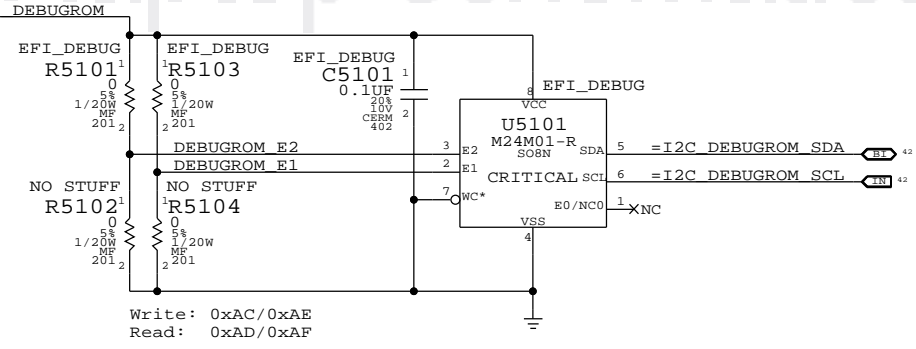 DEBUGROM
EFI_DEBUG
R5101 1
0
5%
1/20W
MF
201 2
EFI_DEBUG
1 R5103
0
5%
1/20W
MF
2 201
EFI_DEBUG
C5101 1
0.1UF
20%
10V
CERM
402 2
EFI_DEBUG
8
VCC
U5101
M24M01-R
SO8N
CRITICAL
DEBUGROM_E2 3 E2
DEBUGROM_E1 2 E1
7 WC*
SDA 5 =I2C_DEBUGROM_SDA BI 42
SCL 6 =I2C_DEBUGROM_SCL IN 42
E0/NC0 1 NC
VSS
4
NO STUFF
R5102 1
0
5%
1/20W
MF
201 2
NO STUFF
1 R5104
0
5%
1/20W
MF
2 201
Write: 0xAC/0xAE
Read: 0xAD/0xAF